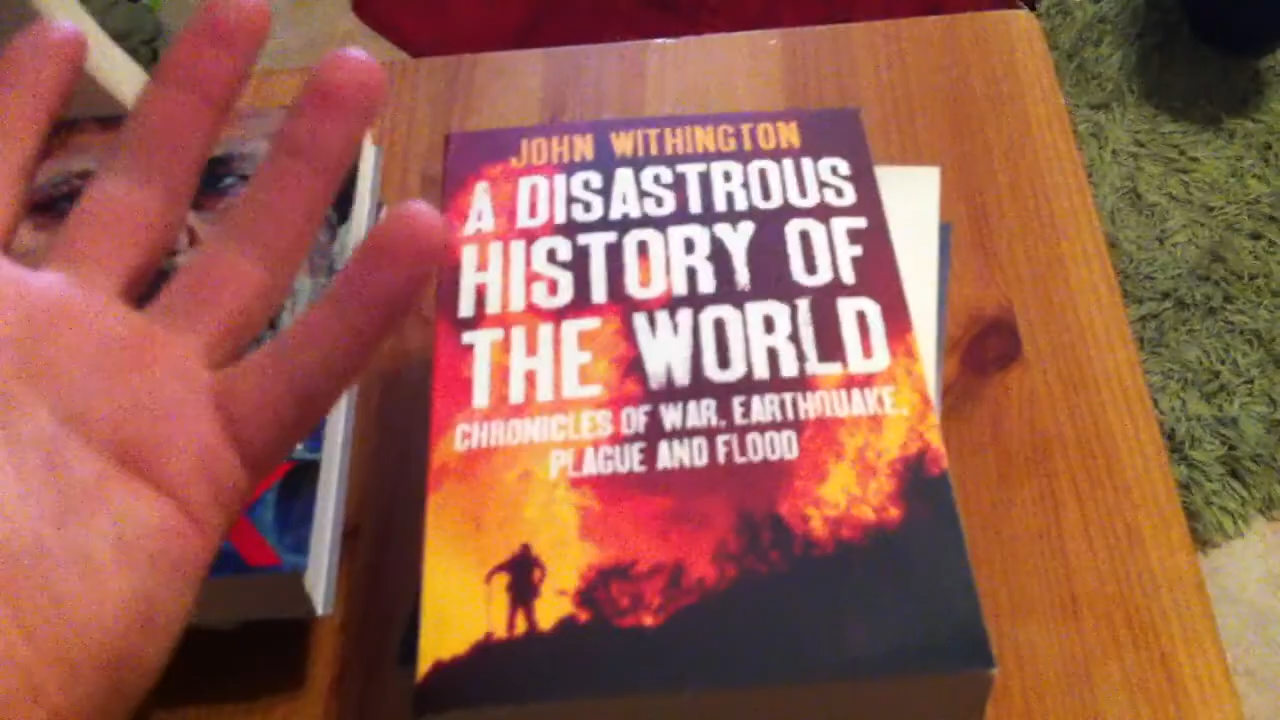 JOHN WITHINGTON
A DISASTROUS
HISTORY OF
THE WORLD
CHRONICLES OF WAR, EARTHQUAKE,
PLAGUE AND FLOOD